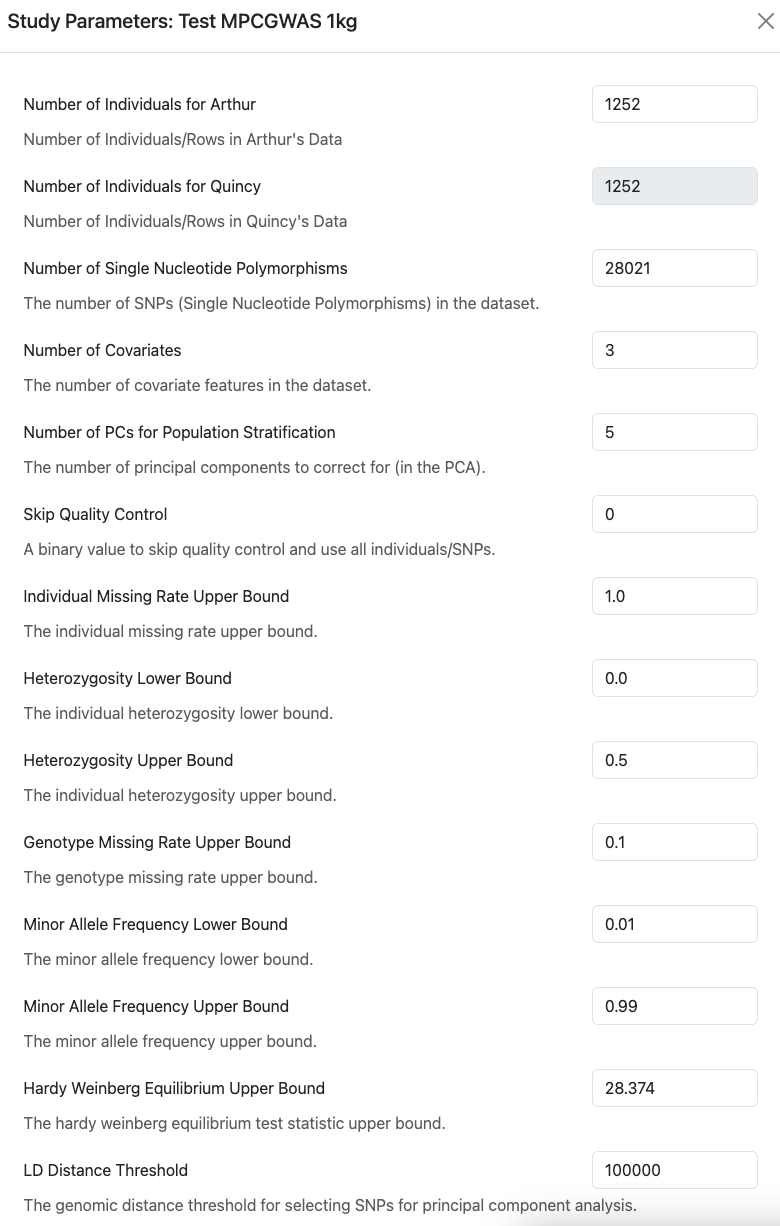 Study Parameters: Test MPCGWAS 1kg
Number of Individuals for Arthur
1252
Number of Individuals/Rows in Arthur's Data
Number of Individuals for Quincy
1252
Number of Individuals/Rows in Quincy's Data
Number of Single Nucleotide Polymorphisms
28021
The number of SNPs (Single Nucleotide Polymorphisms) in the dataset.
Number of Covariates
3
The number of covariate features in the dataset.
Number of PCs for Population Stratification
5
The number of principal components to correct for (in the PCA).
Skip Quality Control
0
A binary value to skip quality control and use all individuals/SNPs.
Individual Missing Rate Upper Bound
1.0
The individual missing rate upper bound.
Heterozygosity Lower Bound
0.0
The individual heterozygosity lower bound.
Heterozygosity Upper Bound
0.5
The individual heterozygosity upper bound.
Genotype Missing Rate Upper Bound
0.1
The genotype missing rate upper bound.
Minor Allele Frequency Lower Bound
0.01
The minor allele frequency lower bound.
Minor Allele Frequency Upper Bound
0.99
The minor allele frequency upper bound.
Hardy Weinberg Equilibrium Upper Bound
28.374
The hardy weinberg equilibrium test statistic upper bound.
LD Distance Threshold
100000
The genomic distance threshold for selecting SNPs for principal component analysis.